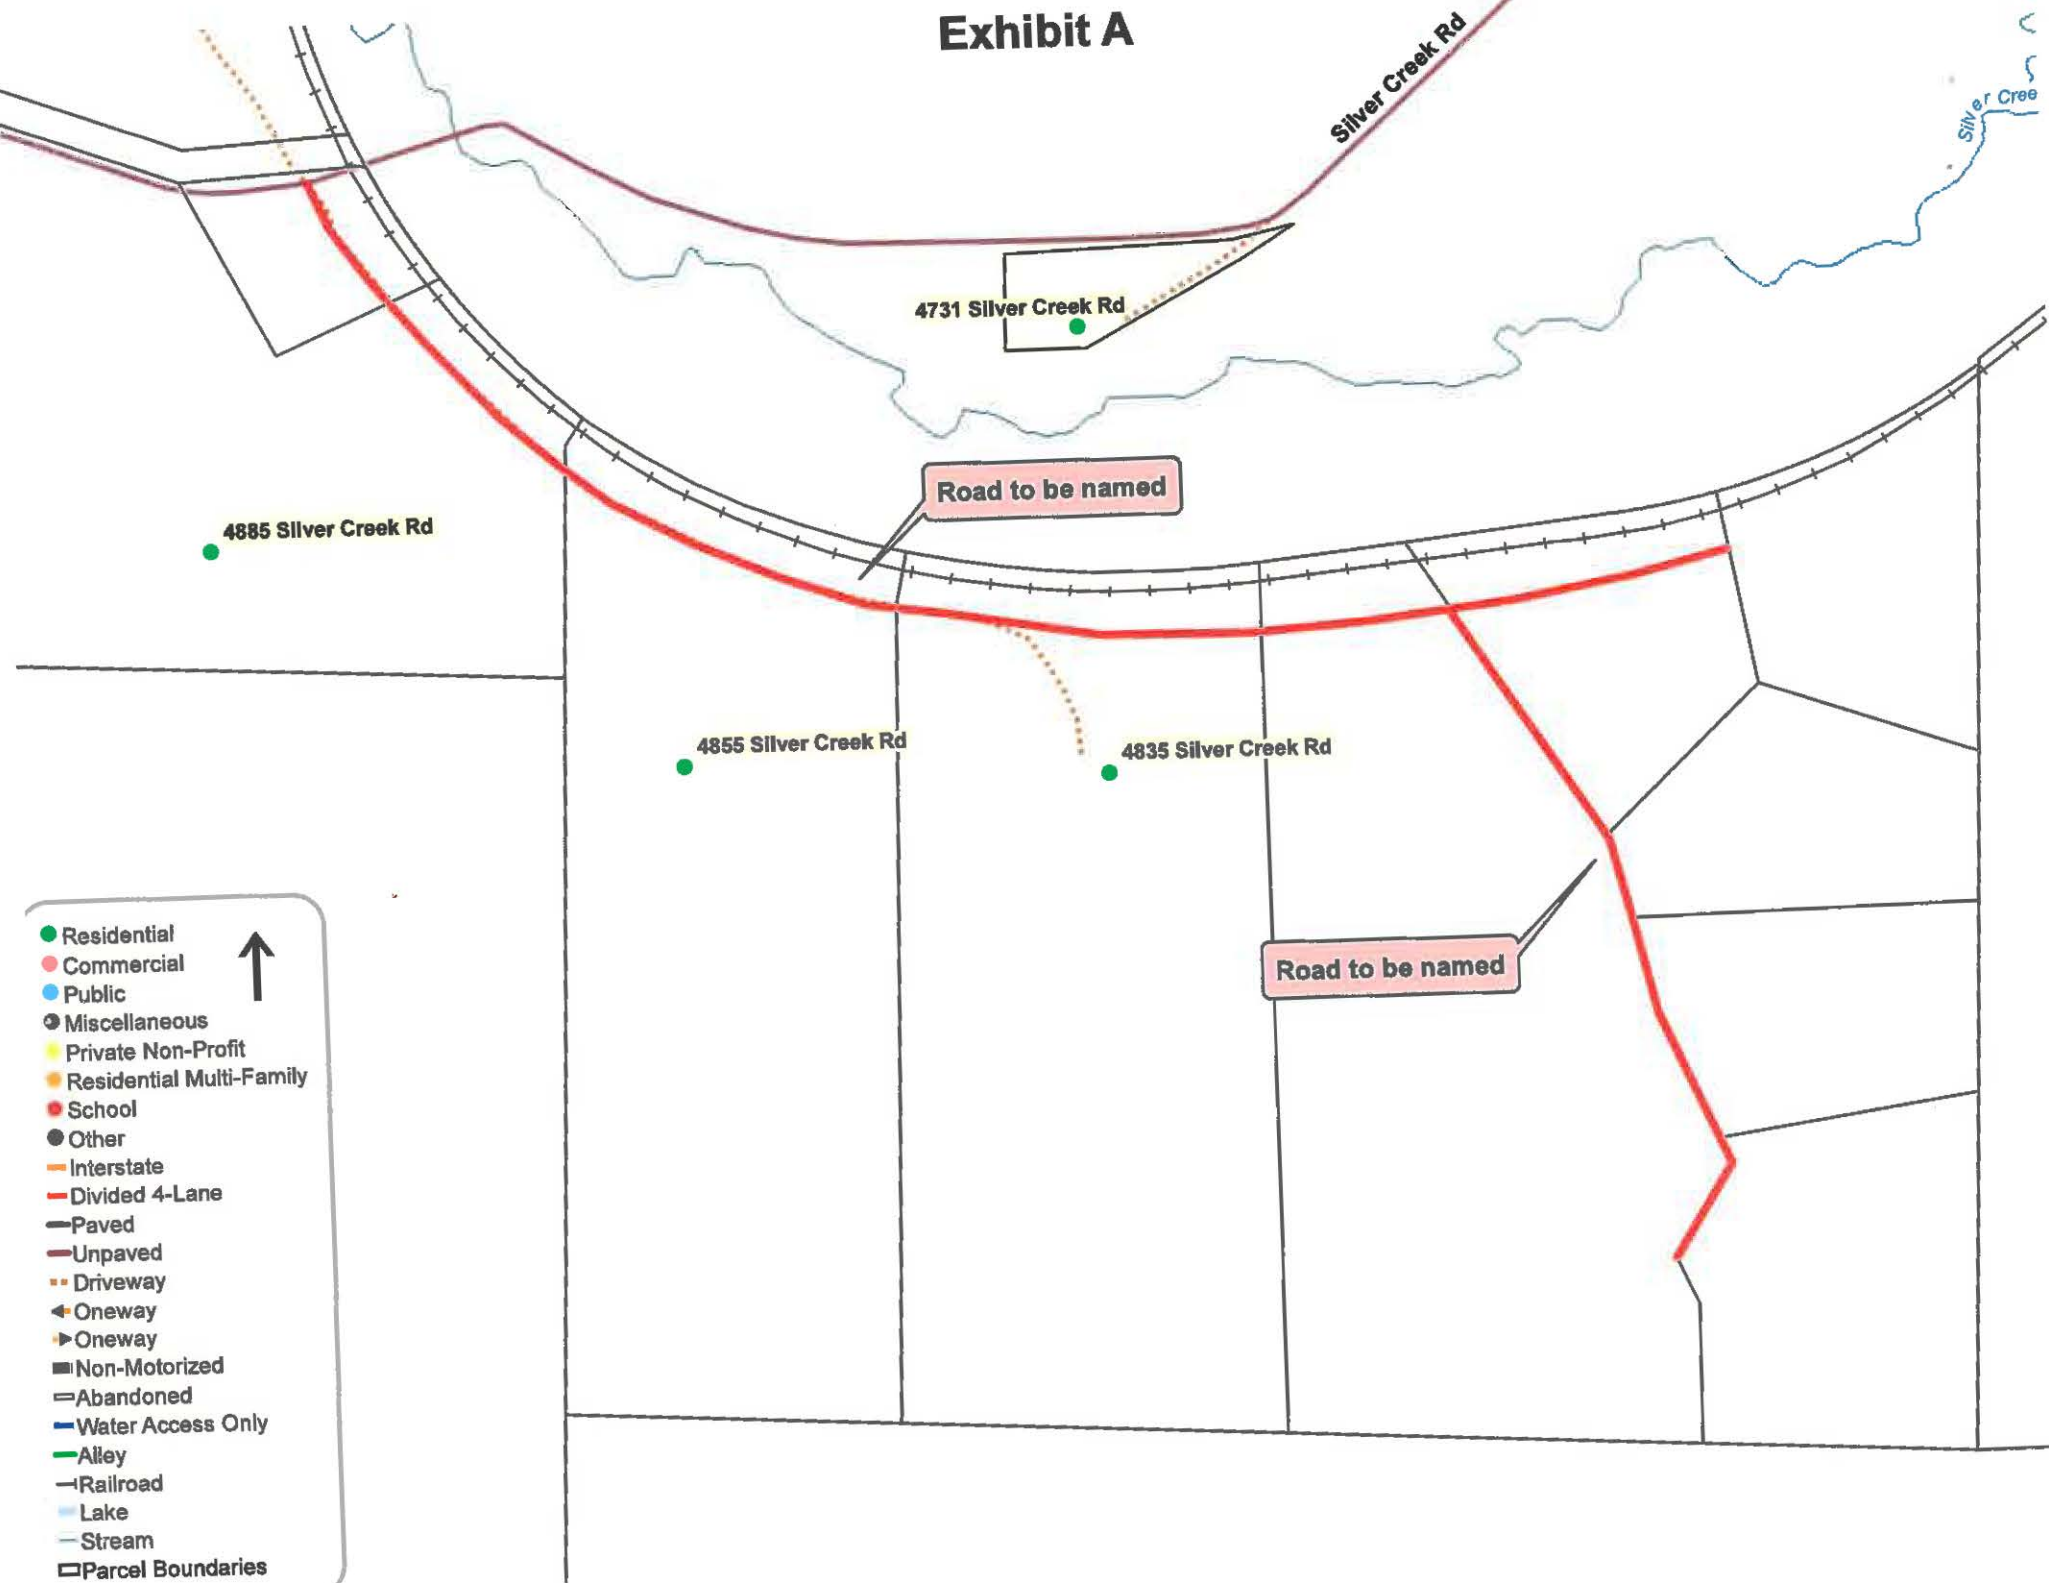 Exhibit A
Silver Creek Rd
Silver Cree
4731 Silver Creek Rd
Road to be named
4885 Silver Creek Rd
4855 Silver Creek Rd
4835 Silver Creek Rd
Road to be named
Residential
Commercial
Public
Miscellaneous
Private Non-Profit
Residential Multi-Family
School
Other
Interstate
Divided 4-Lane
Paved
Unpaved
Driveway
Oneway
Oneway
Non-Motorized
Abandoned
Water Access Only
Alley
Railroad
Lake
Stream
Parcel Boundaries